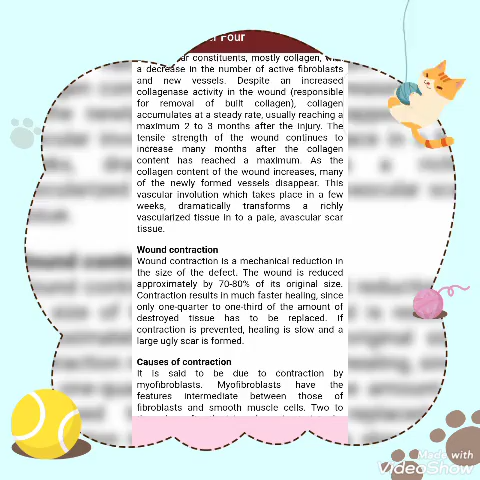 r Four
ar constituents, mostly collagen, with
a decrease in the number of active fibroblasts
and new vessels. Despite an increased
collagenase activity in the wound (responsible
for removal of built collagen), collagen
accumulates at a steady rate, usually reaching a
maximum 2 to 3 months after the injury. The
tensile strength of the wound continues to
increase many months after the collagen
content has reached a maximum. As the
collagen content of the wound increases, many
of the newly formed vessels disappear. This
vascular involution which takes place in a few
weeks, dramatically transforms a richly
vascularized tissue in to a pale, avascular scar
tissue.
Wound contraction
Wound contraction is a mechanical reduction in
the size of the defect. The wound is reduced
approximately by 70-80% of its original size.
Contraction results in much faster healing, since
only one-quarter to one-third of the amount of
destroyed tissue has to be replaced. If
contraction is prevented, healing is slow and a
large ugly scar is formed.
Causes of contraction
It is said to be due to contraction by
myofibroblasts. Myofibroblasts have the
features intermediate between those of
fibroblasts and smooth muscle cells. Two to
Made with
VideoShow